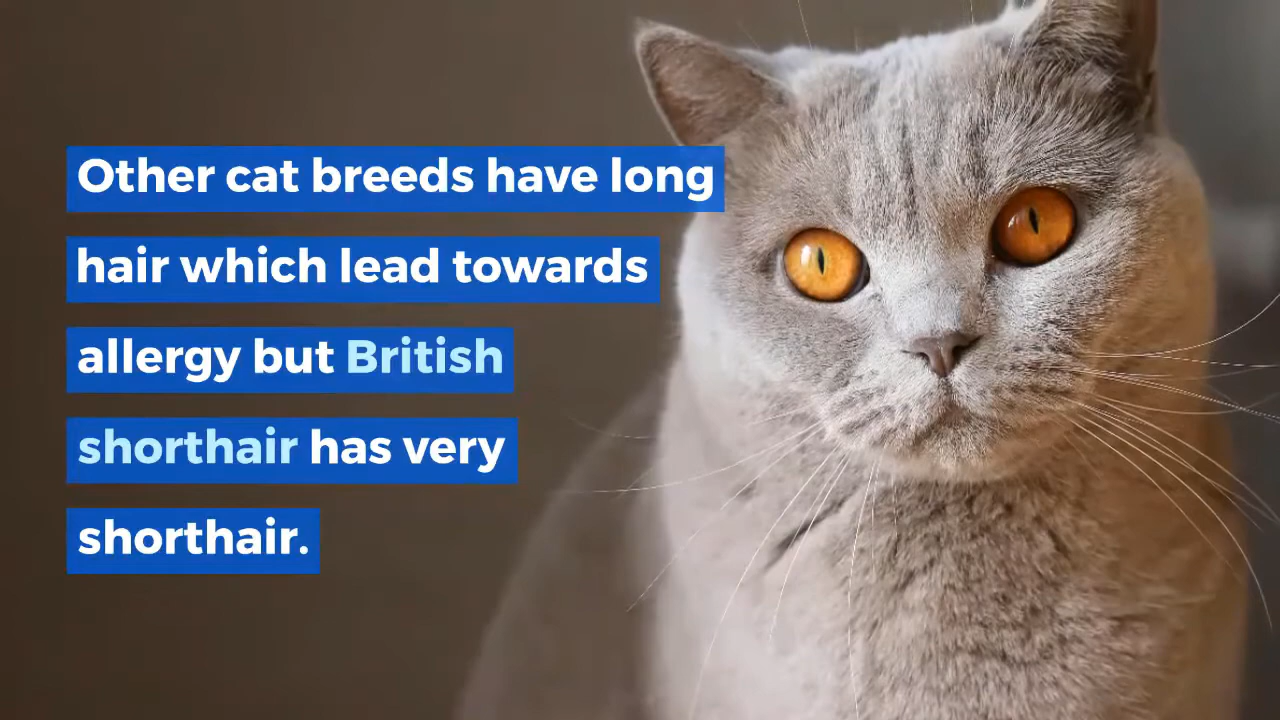 Other cat breeds have long
hair which lead towards
allergy but British
shorthair has very
shorthair.